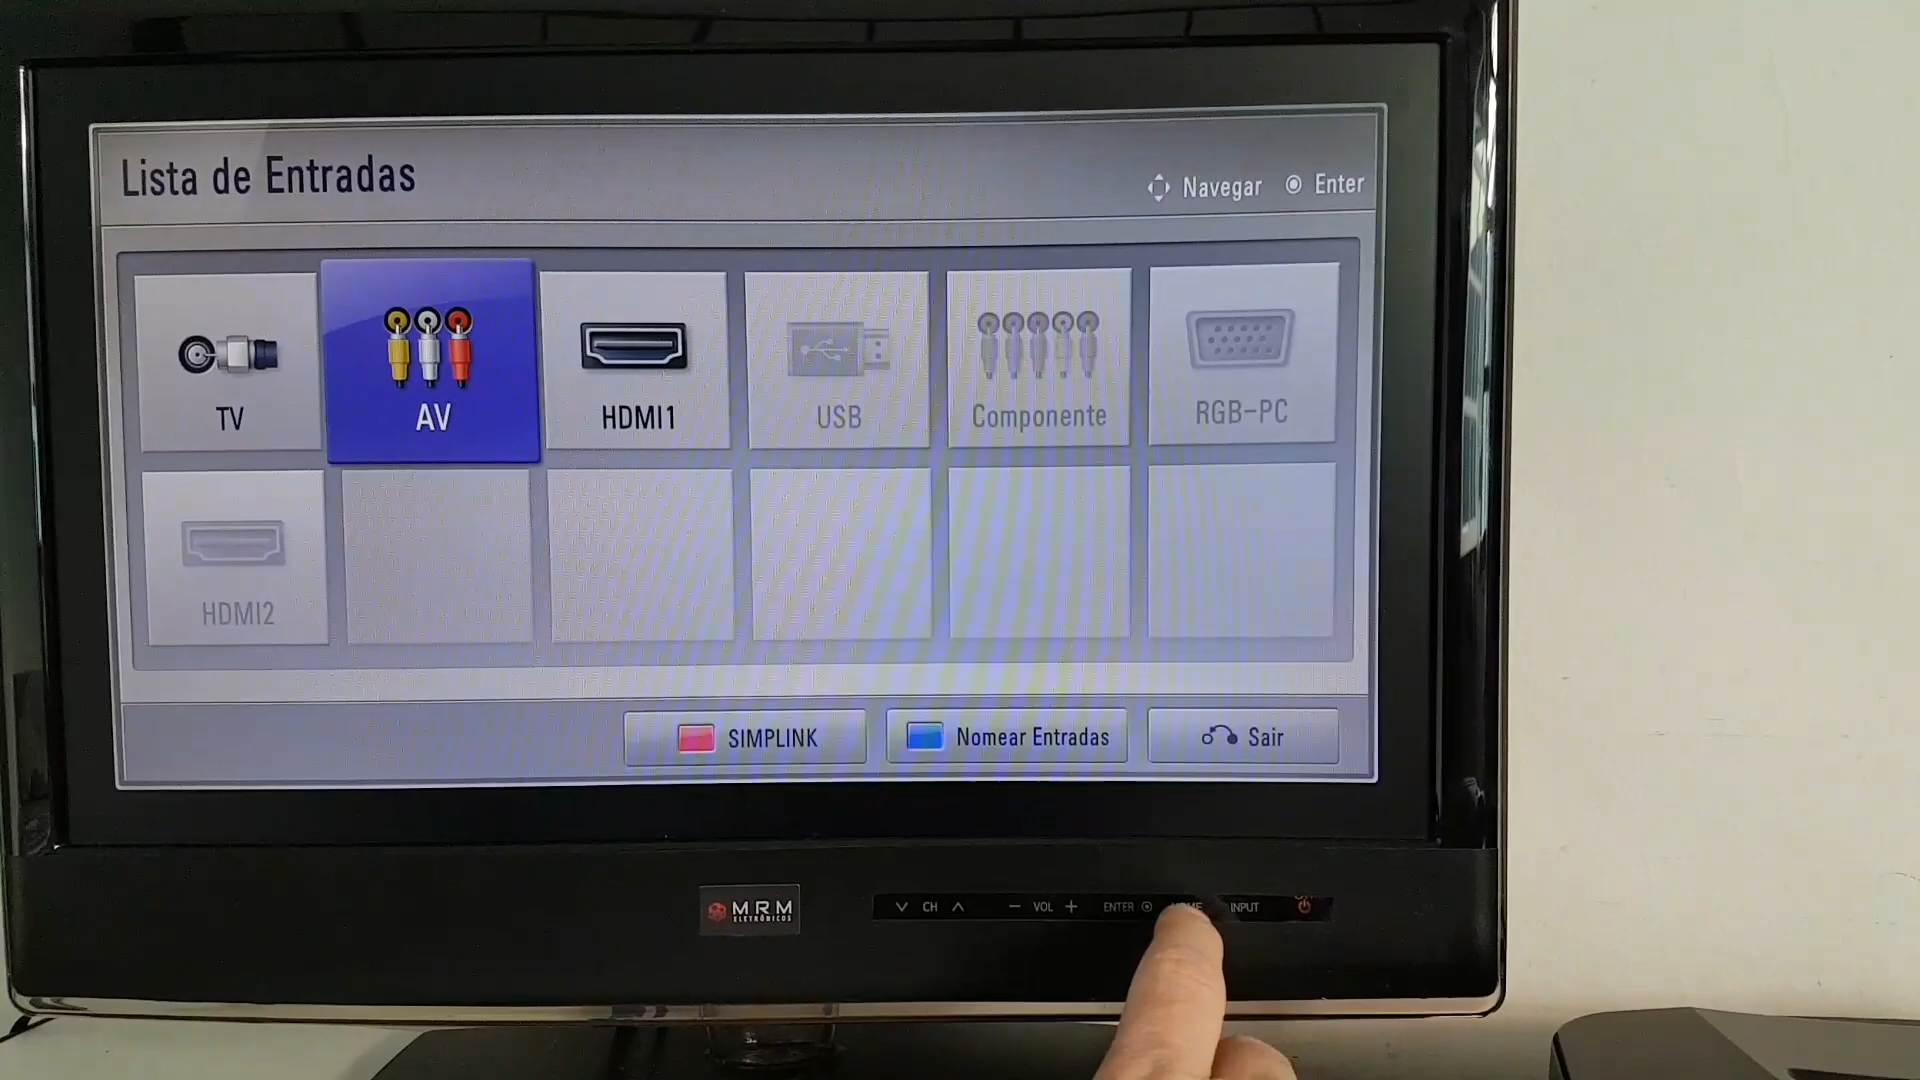 Lista de Entradas
Navegar
Enter
TV
AV
HDMI1
USB
Componente
RGB-PC
HDMI2
SIMPLINK
Nomear Entradas
Sair
MRM
ELETRÔNICOS
CH
VOL
ENTER
INPUT